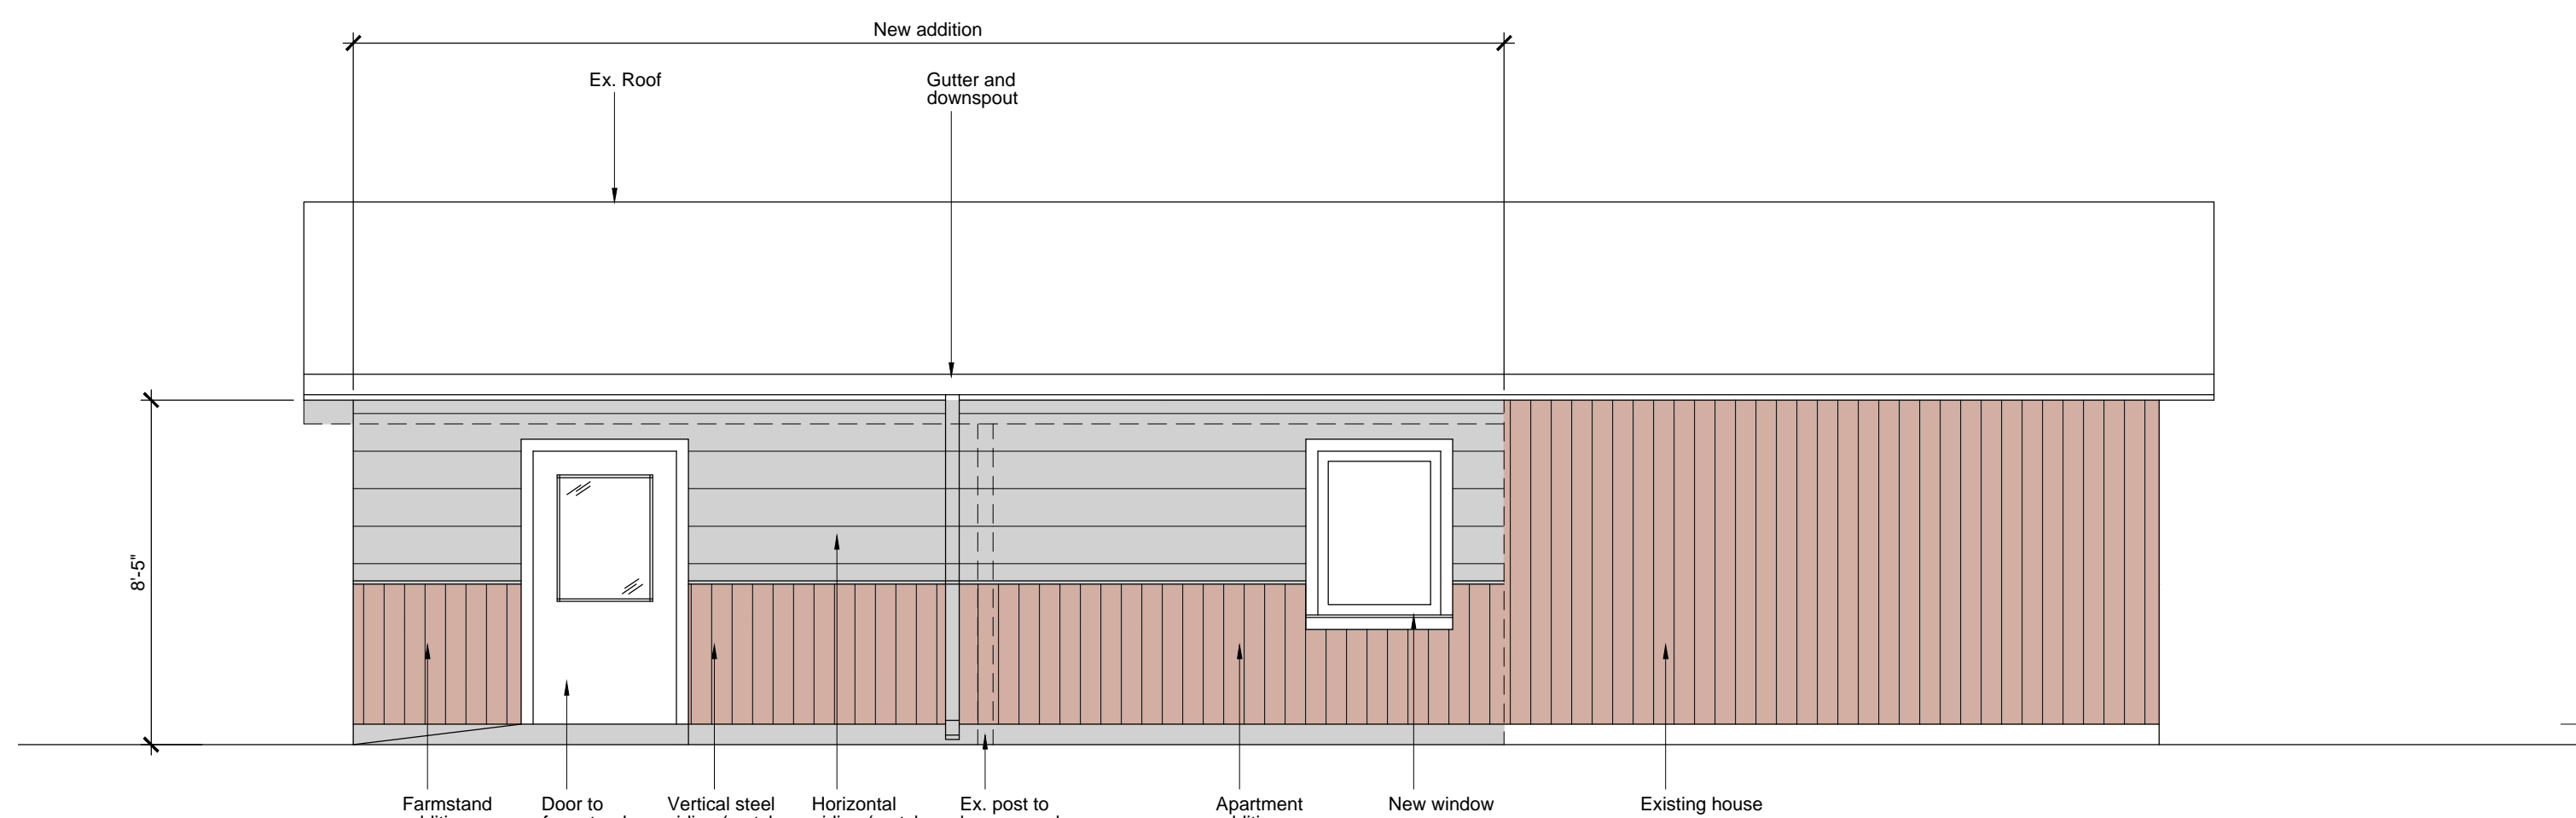 New addition
Ex. Roof
Gutter and
downspout
8'-5"
Farmstand
Door to
Vertical steel
Horizontal
Ex. post to
Apartment
New window
Existing house